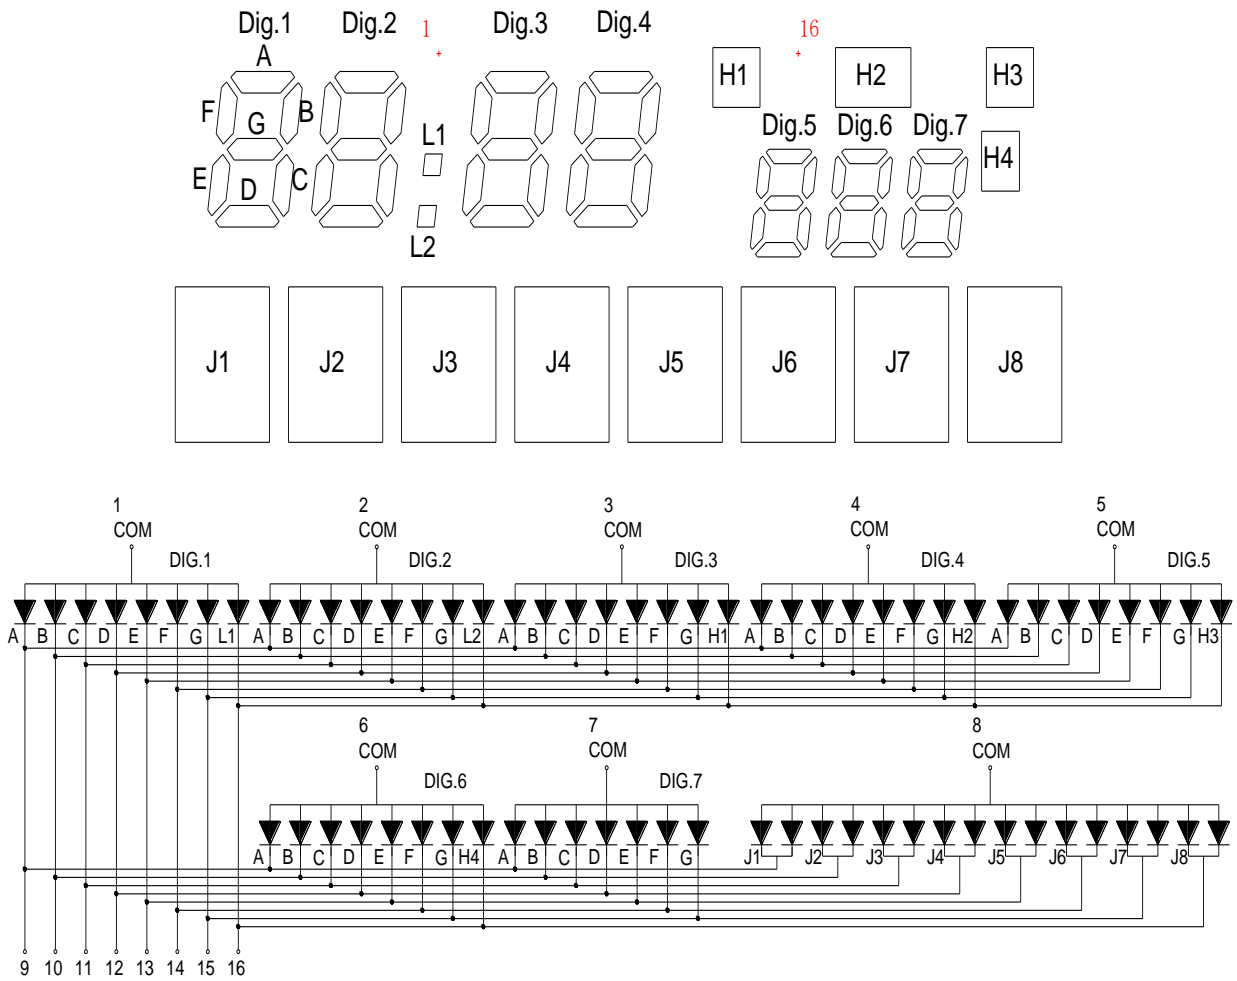 Dig.1 Dig.2 1 Dig.3 Dig.4 16
A
H1 H2 H3
F B
G Dig.5 Dig.6 Dig.7
L1
H4
E D C
L2
J1 J2 J3 J4 J5 J6 J7 J8
1 2 3 4 5
COM COM COM COM COM
DIG.1 DIG.2 DIG.3 DIG.4 DIG.5
A B C D E F G L1 A B C D E F G L2 A B C D E F G H1 A B C D E F G H2 A B C D E F G H3
6 7 8
COM COM COM
DIG.6 DIG.7
A B C D E F G H4 A B C D E F G J1 J2 J3 J4 J5 J6 J7 J8
9 10 11 12 13 14 15 16